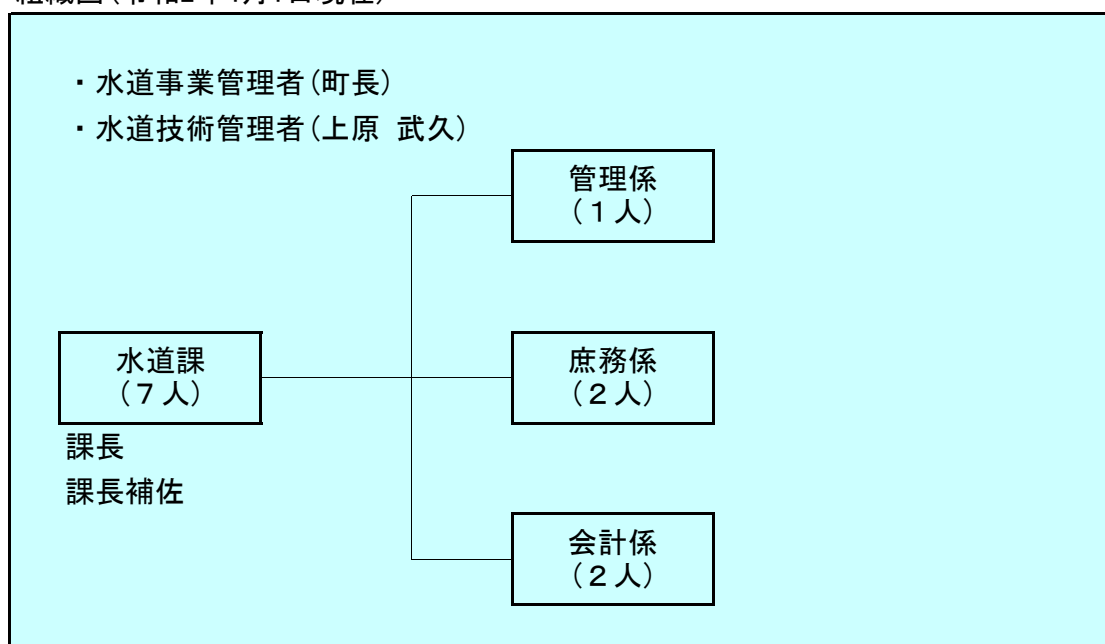 ・水道事業管理者(町長)
・水道技術管理者(上原 武久)
管理係
(1人)
水道課
(7人)
課長
課長補佐
庶務係
(2人)
会計係
(2人)